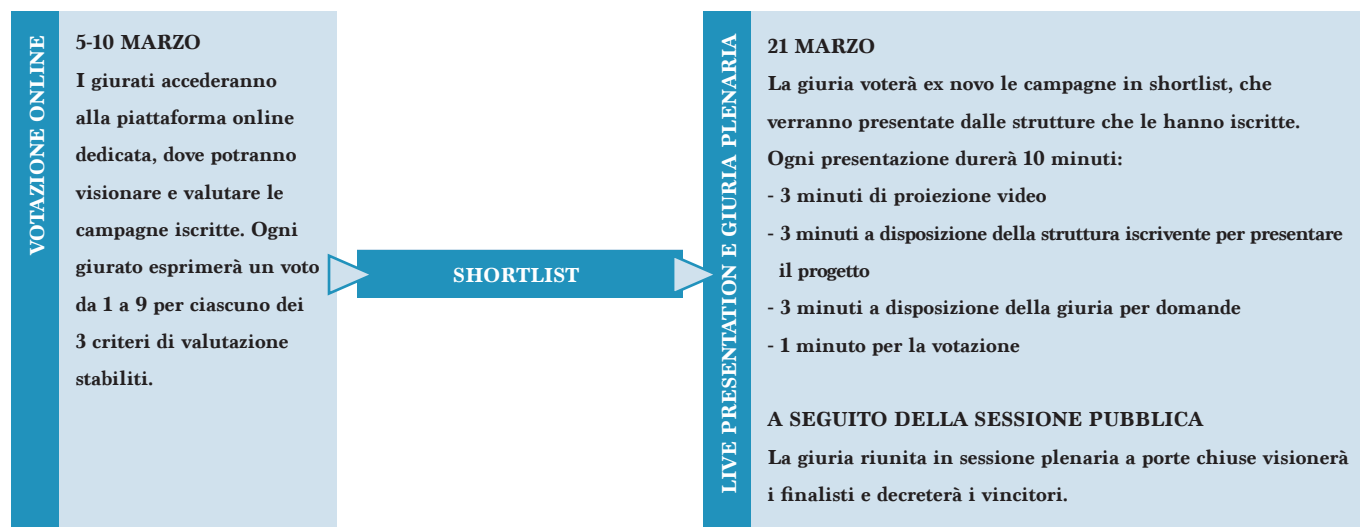 VOTAZIONE ONLINE
5-10 MARZO
I giurati accederanno
alla piattaforma online
dedicata, dove potranno
visionare e valutare le
campagne iscritte. Ogni
giurato esprimerà un voto
da 1 a 9 per ciascuno dei
3 criteri di valutazione
stabiliti.
SHORTLIST
LIVE PRESENTATION E GIURIA PLENARIA
21 MARZO
La giuria voterà ex novo le campagne in shortlist, che
verranno presentate dalle strutture che le hanno iscritte.
Ogni presentazione durerà 10 minuti:
- 3 minuti di proiezione video
- 3 minuti a disposizione della struttura iscrivente per presentare
il progetto
- 3 minuti a disposizione della giuria per domande
- 1 minuto per la votazione
A SEGUITO DELLA SESSIONE PUBBLICA
La giuria riunita in sessione plenaria a porte chiuse visionerà
i finalisti e decreterà i vincitori.